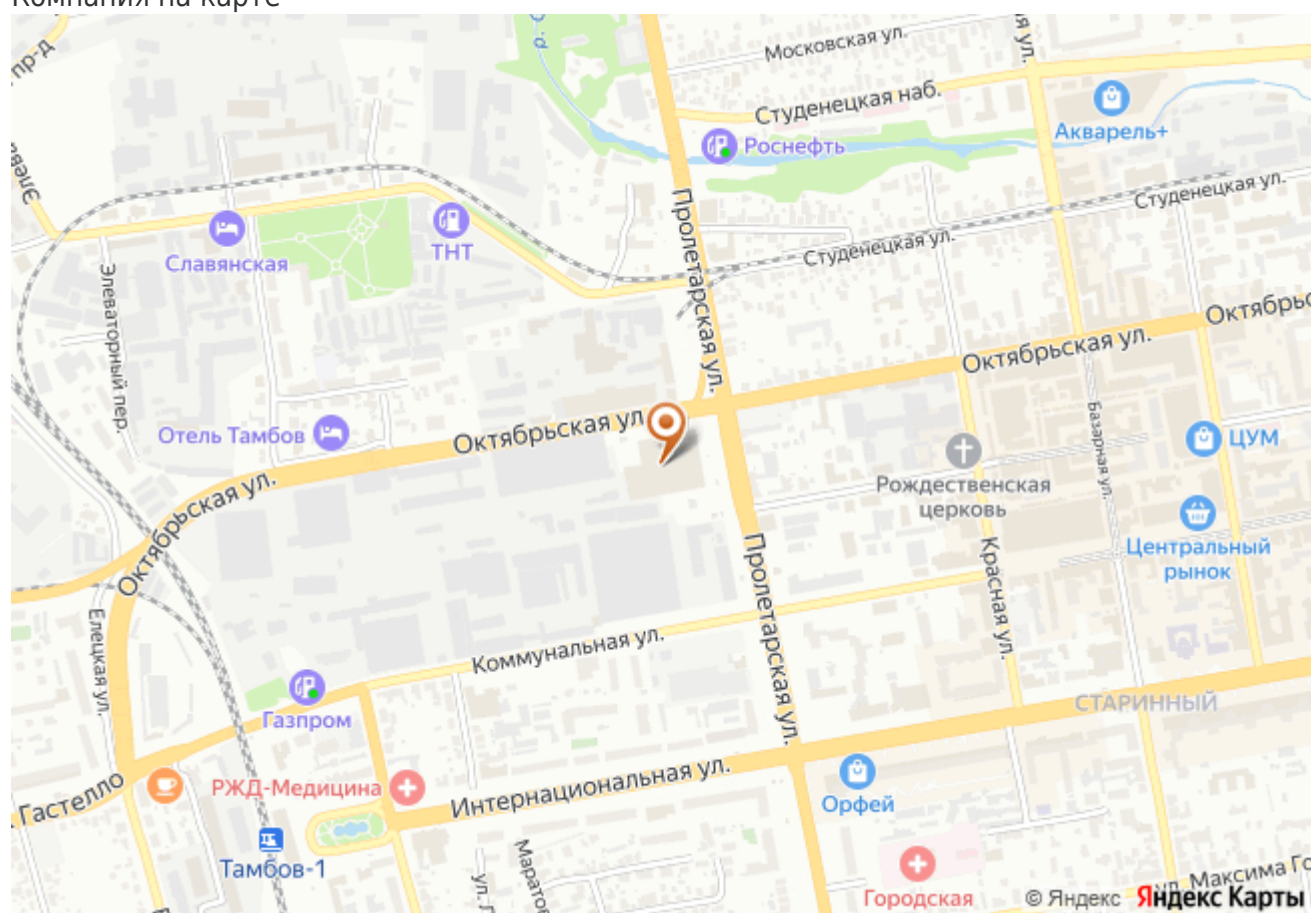 Компания на карте
Московская ул.
пр-д
Студенецкая наб.
Акварель+
Роснефть
Студенецкая ул.
ТНТ
Славянская
Пролетарская ул.
Студенецкая ул.
Элеваторный пер.
Октябрьская ул.
Отель Тамбов
Октябрьская ул.
Базарная ул.
ЦУМ
Рождественская
церковь
Октябрьская ул.
Центральный
рынок
Пролетарская ул.
Красная ул.
Елецкая ул.
Коммунальная ул.
Газпром
СТАРИННЫЙ
Гастелло
РЖД-Медицина
Интернациональная ул.
Орфей
Тамбов-1
Городская
© Яндекс Яндекс Карты